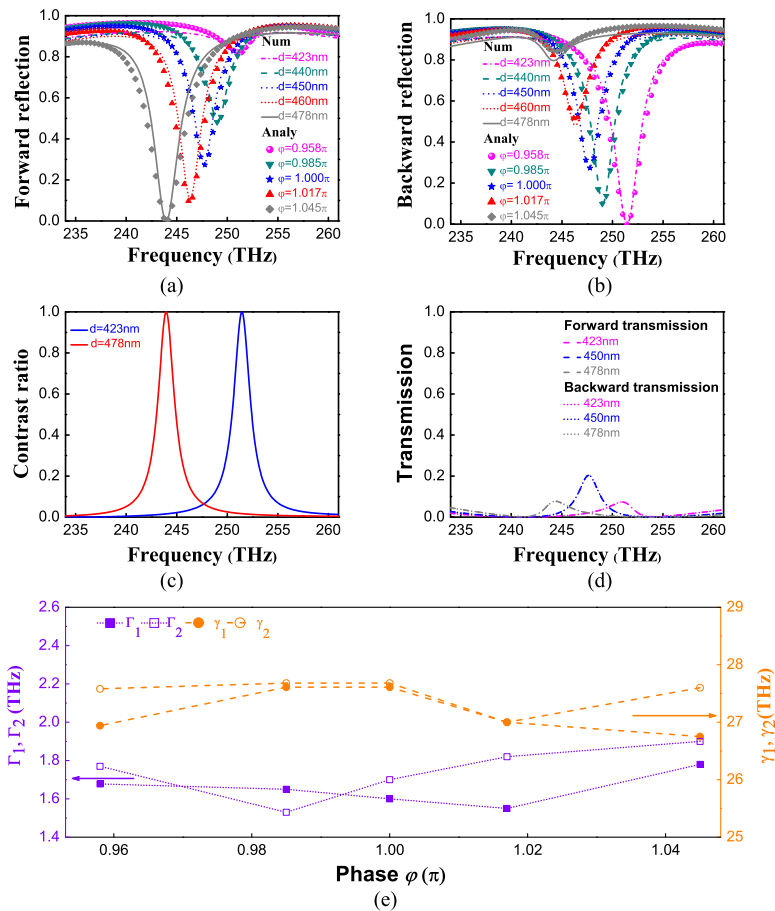 Forward reflection
1.0
0.8
0.6
0.4
0.2
0.0
Num
d=423nm
d=440nm
d=450nm
d=460nm
d=478nm
Analy
φ=0.958π
φ=0.985π
φ= 1.000π
φ=1.017π
φ=1.045π
235 240 245 250 255 260
Frequency (THz)
(a)
Backward reflection
1.0
0.8
0.6
0.4
0.2
0.0
Num
d=423nm
d=440nm
d=450nm
d=460nm
d=478nm
Analy
φ=0.958π
φ=0.985π
φ= 1.000π
φ=1.017π
φ=1.045π
235 240 245 250 255 260
Frequency (THz)
(b)
Contrast ratio
1.0
0.8
0.6
0.4
0.2
0.0
d=423nm
d=478nm
235 240 245 250 255 260
Frequency (THz)
(c)
Transmission
1.0
0.8
0.6
0.4
0.2
0.0
Forward transmission
423nm
450nm
478nm
Backward transmission
423nm
450nm
478nm
235 240 245 250 255 260
Frequency (THz)
(d)
Γ1, Γ2 (THz)
2.6
2.4
2.2
2.0
1.8
1.6
1.4
Γ1 Γ2 γ1 γ2
29
28
27
26
25
γ1, γ2(THz)
0.96 0.98 1.00 1.02 1.04
Phase φ (π)
(e)